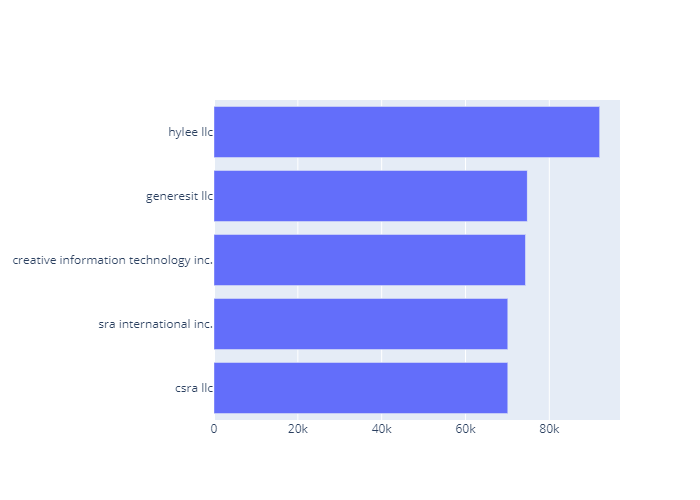 hylee llc
generesit llc
creative information technology inc.
sra international inc.
csra llc
0 20k 40k 60k 80k